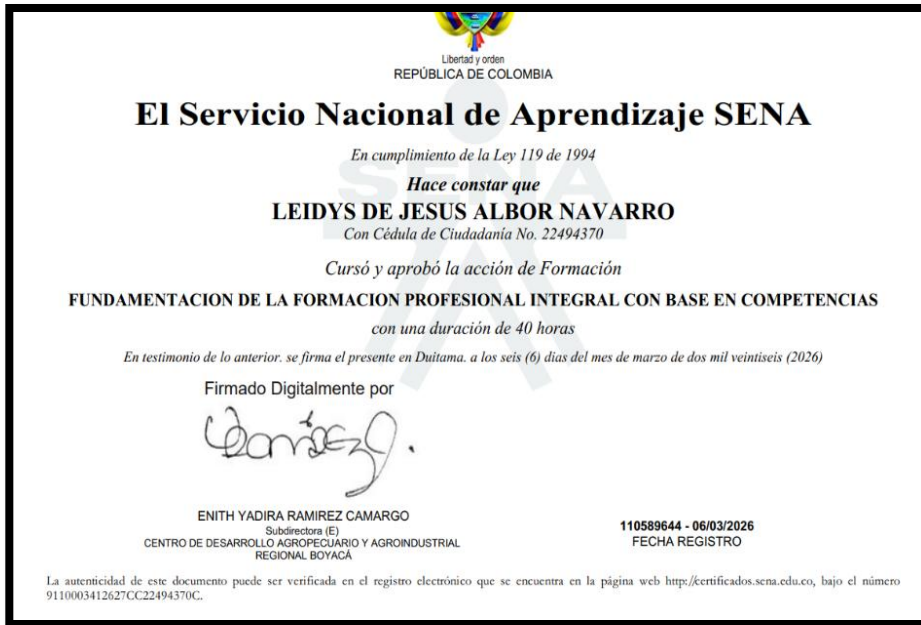 Libertad y orden
REPÚBLICA DE COLOMBIA
El Servicio Nacional de Aprendizaje SENA
En cumplimiento de la Ley 119 de 1994
SENA
Hace constar que
LEIDYS DE JESUS ALBOR NAVARRO
Con Cédula de Ciudadanía No. 22494370
Cursó y aprobó la acción de Formación
FUNDAMENTACION DE LA FORMACION PROFESIONAL INTEGRAL CON BASE EN COMPETENCIAS
con una duración de 40 horas
En testimonio de lo anterior. se firma el presente en Duitama. a los seis (6) dias del mes de marzo de dos mil veintiseis (2026)
Firmado Digitalmente por
ENITH YADIRA RAMIREZ CAMARGO
Subdirectora (E)
CENTRO DE DESARROLLO AGROPECUARIO Y AGROINDUSTRIAL
REGIONAL BOYACÁ
110589644 - 06/03/2026
FECHA REGISTRO
La autenticidad de este documento puede ser verificada en el registro electrónico que se encuentra en la página web http://certificados.sena.edu.co, bajo el número
9110003412627CC22494370C.